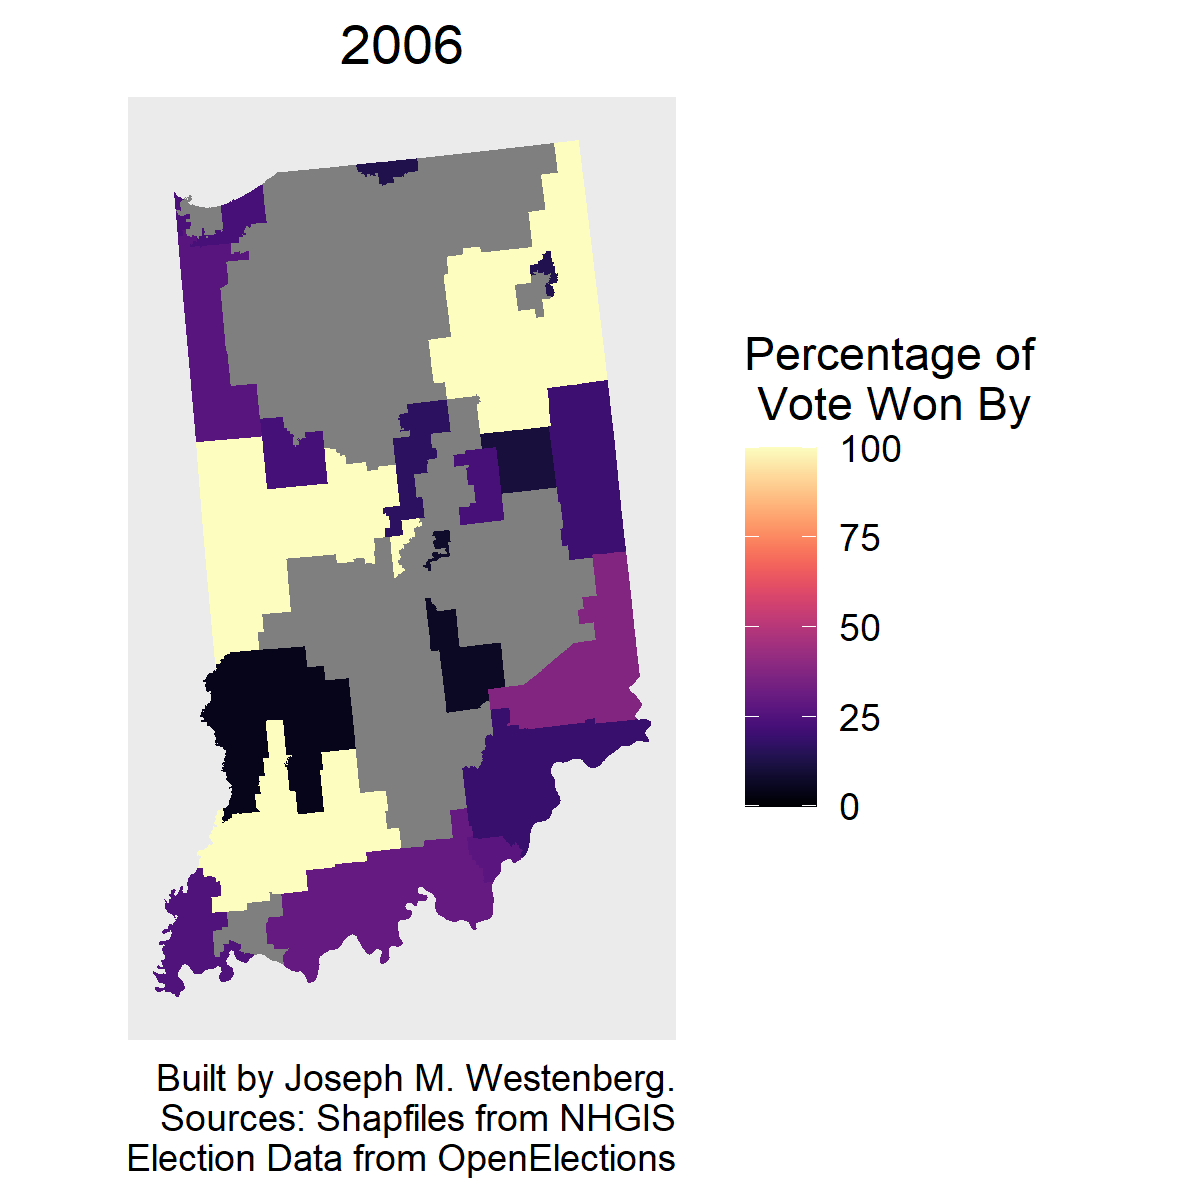 2006
Percentage of
Vote Won By
100
75
50
25
0
Built by Joseph M. Westenberg.
Sources: Shapfiles from NHGIS
Election Data from OpenElections